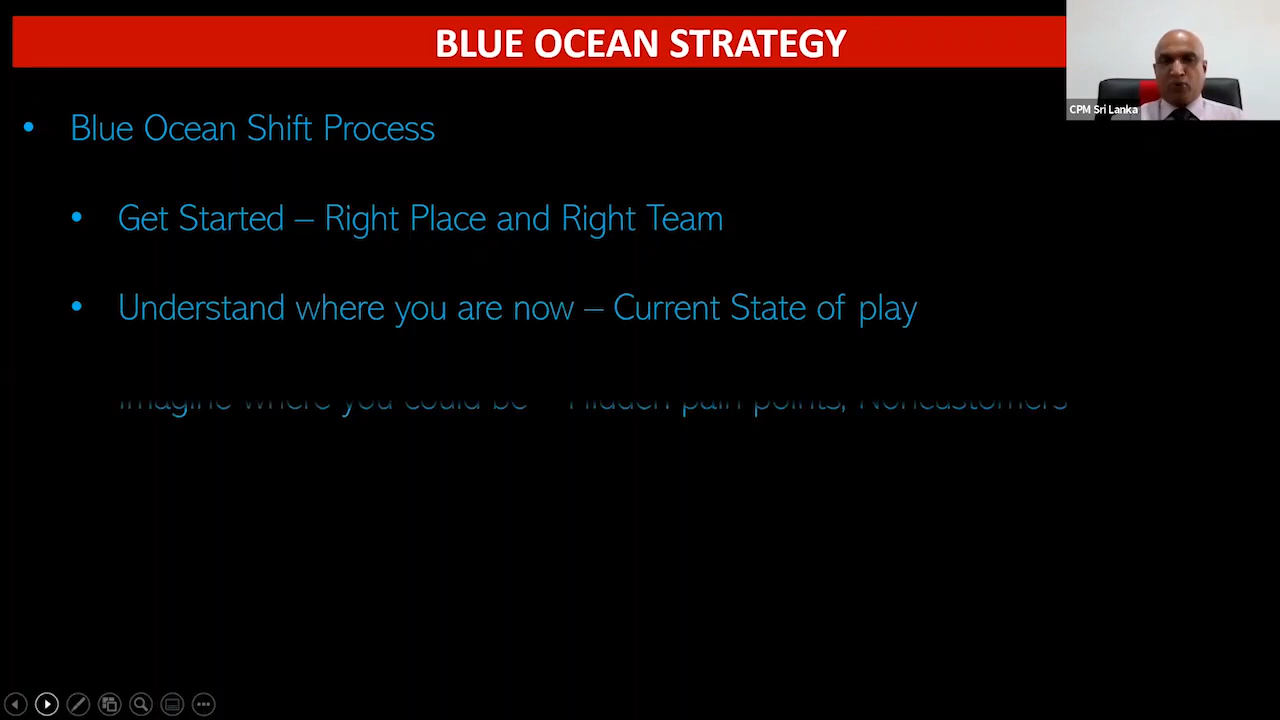 BLUE OCEAN STRATEGY
CPM Sri Lanka
• Blue Ocean Shift Process
• Get Started – Right Place and Right Team
• Understand where you are now – Current State of play
Imagine where you could be – Hidden pain points, Noncustomers